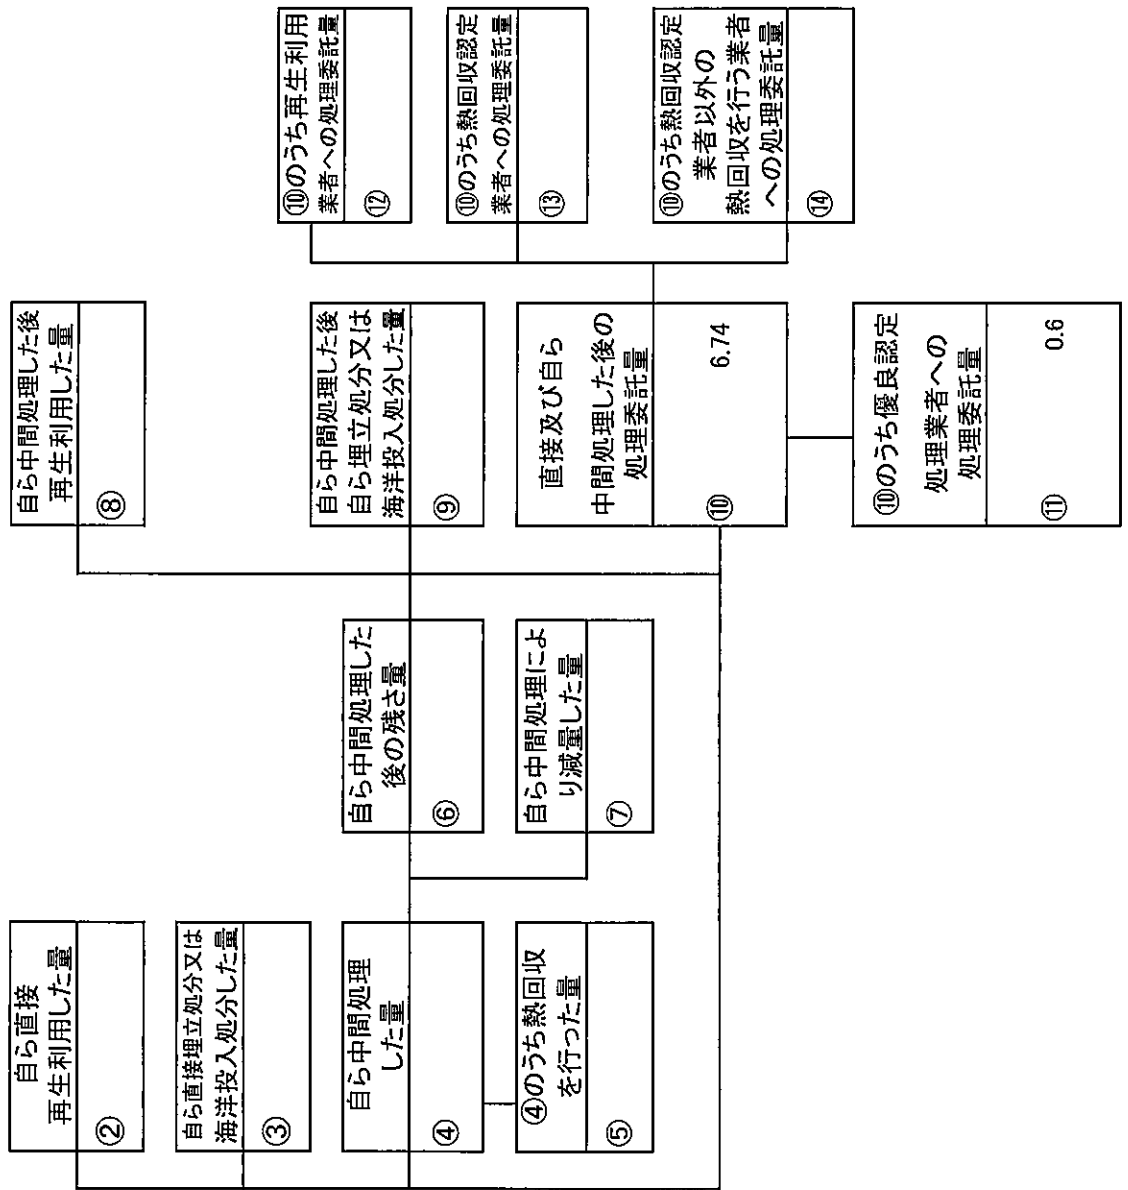 自ら直接
再生利用した量
②
自ら直接埋立処分又は
海洋投入処分した量
③
自ら中間処理
した量
④
④のうち熱回収
を行った量
⑤
自ら中間処理した
後の残さ量
⑥
自ら中間処理によ
り減量した量
⑦
自ら中間処理した後
再生利用した量
⑧
自ら中間処理した後
自ら埋立処分又は
海洋投入処分した量
⑨
直接及び自ら
中間処理した後の
処理委託量
⑩ 6.74
⑩のうち優良認定
処理業者への
処理委託量
⑪ 0.6
⑩のうち再生利用
業者への処理委託量
⑫
⑩のうち熱回収認定
業者への処理委託量
⑬
⑩のうち熱回収認定
業者以外の
熱回収を行う業者
への処理委託量
⑭